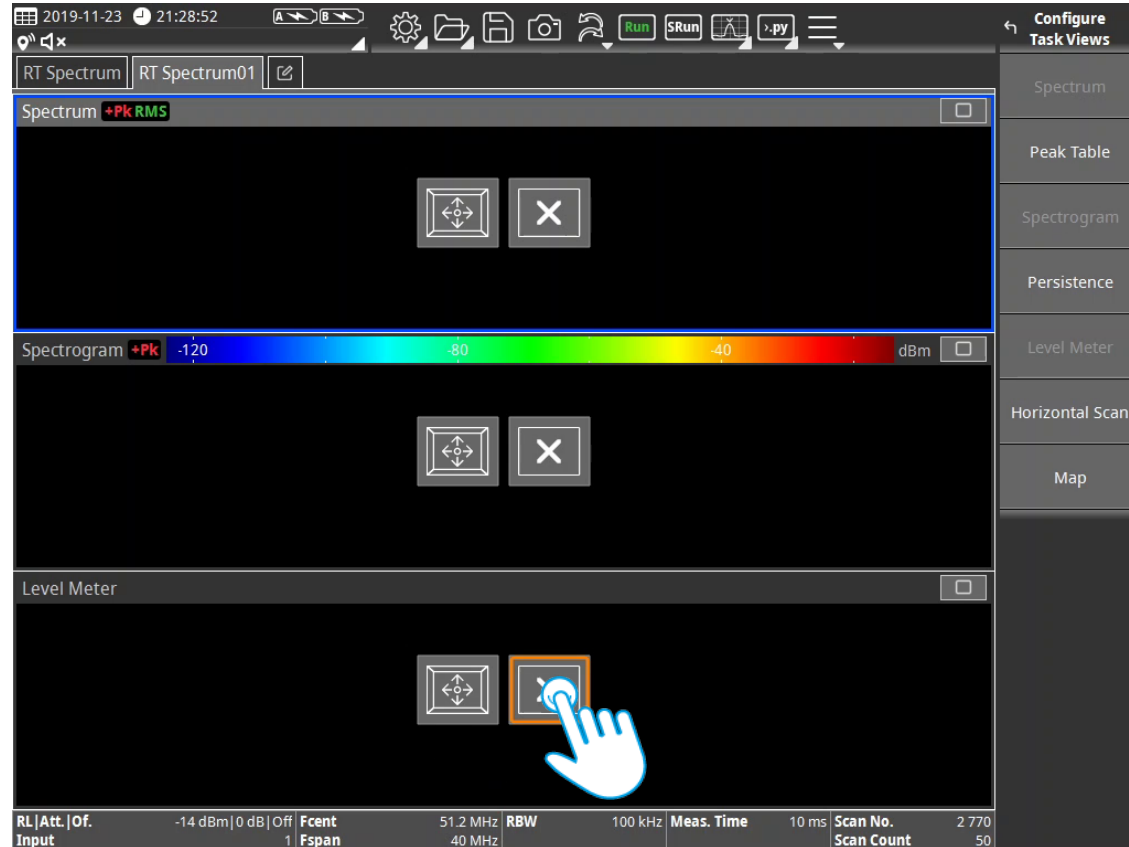 2019-11-23 21:28:52 A B Run SRun >.py
RT Spectrum RT Spectrum01
Spectrum +Pk RMS
Spectrogram +Pk -120 -80 -40 dBm
Level Meter
RL|Att.|Of. -14 dBm|0 dB|Off Fcent 51.2 MHz RBW 100 kHz Meas. Time 10 ms Scan No. 2 770
Input 1 Fspan 40 MHz Scan Count 50
Configure
Task Views
Spectrum
Peak Table
Spectrogram
Persistence
Level Meter
Horizontal Scan
Map